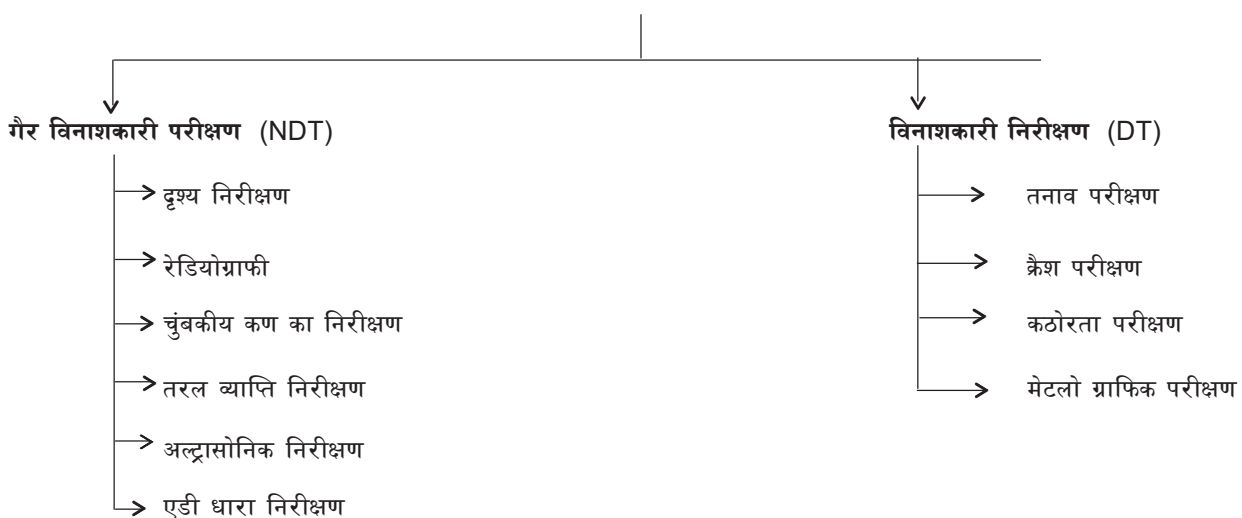 गैर विनाशकारी परीक्षण (NDT)
दृश्य निरीक्षण
रेडियोग्राफी
चुंबकीय कण का निरीक्षण
तरल व्याप्ति निरीक्षण
अल्ट्रासोनिक निरीक्षण
एडी धारा निरीक्षण
विनाशकारी निरीक्षण (DT)
तनाव परीक्षण
क्रैश परीक्षण
कठोरता परीक्षण
मेटलो ग्राफिक परीक्षण